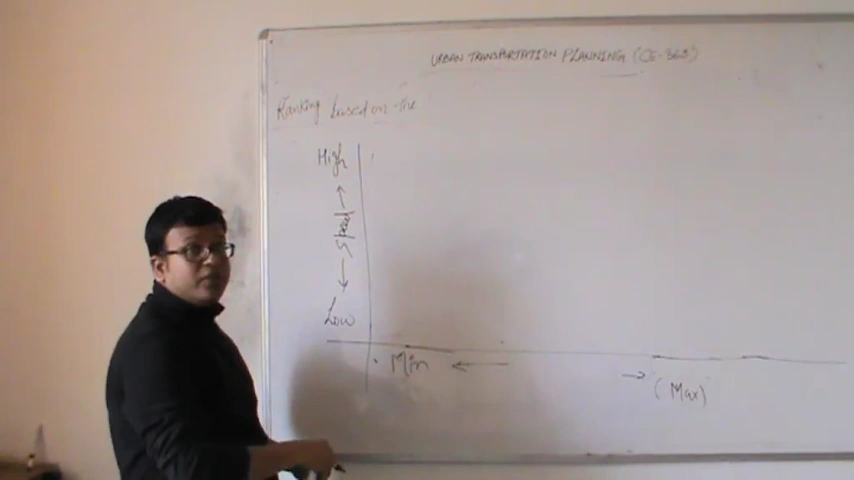 URBAN TRANSPORTATION PLANNING (CE-363)
Ranking based on the
High
Speed
Low
Min
(Max)